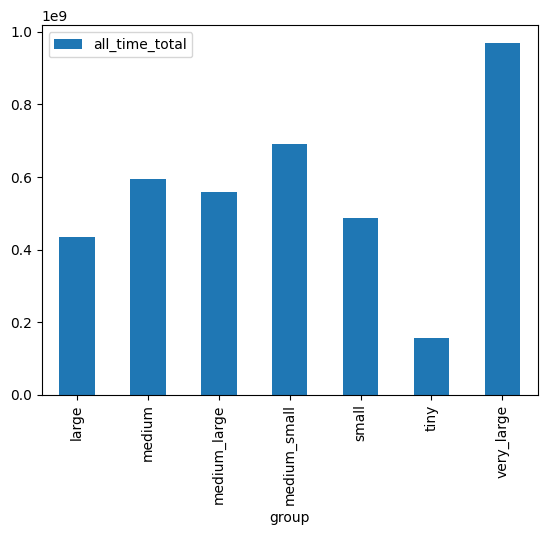 1e9
all_time_total
1.0
0.8
0.6
0.4
0.2
0.0
large
medium
medium_large
medium_small
small
tiny
very_large
group